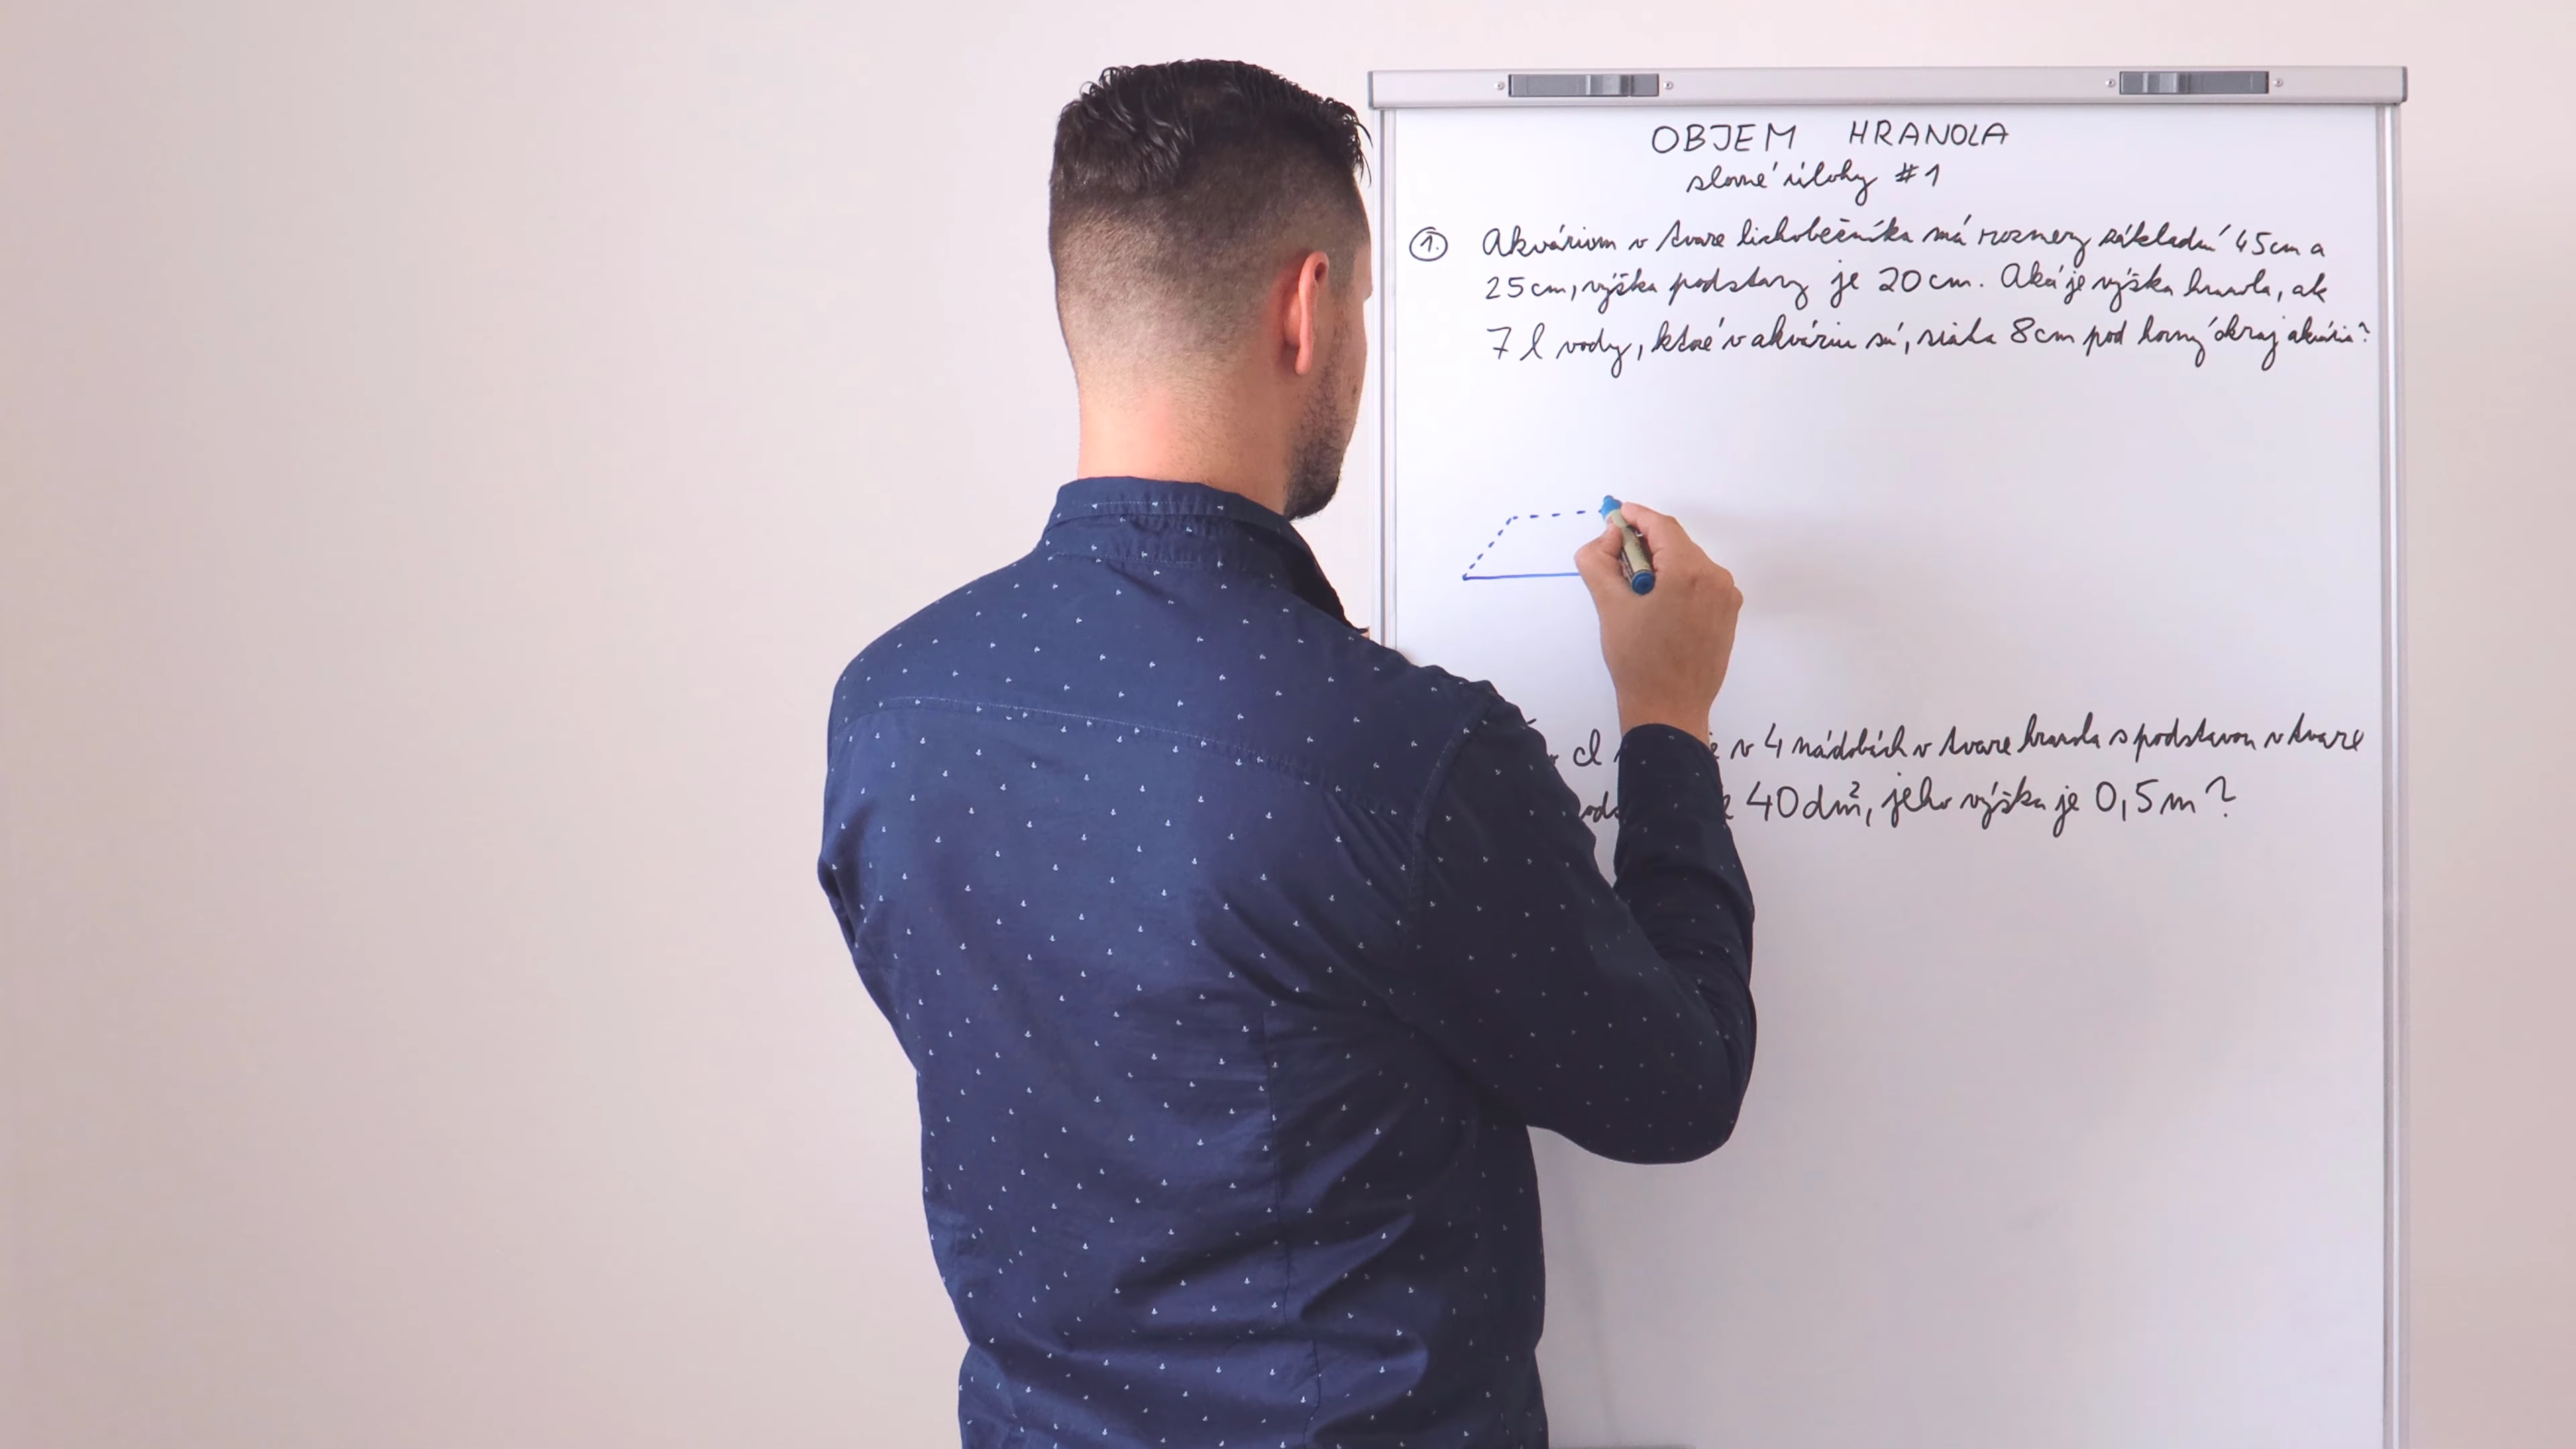 OBJEM HRANOLA
slovné úlohy #1
1. Akvárium v tvare lichobežníka má rozmery základní 45cm a
25cm, výška podstavy je 20cm. Aká je výška hranola, ak
7 l vody, ktoré v akváriu sú, siaha 8cm pod horný okraj akvária?
cl v 4 nádobách v tvare hranola s podstavou v tvare
40dm², jeho výška je 0,5m?